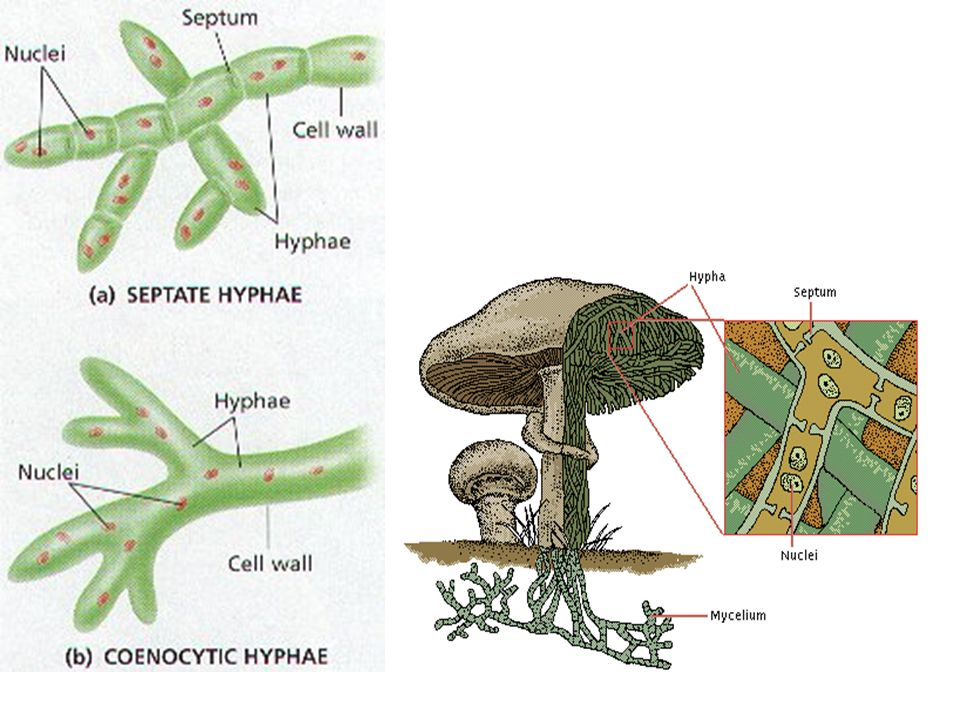 Septum
Nuclei
Cell wall
Hyphae
(a) SEPTATE HYPHAE
Hyphae
Nuclei
Cell wall
(b) COENOCYTIC HYPHAE
Hypha
Septum
Nuclei
Mycelium